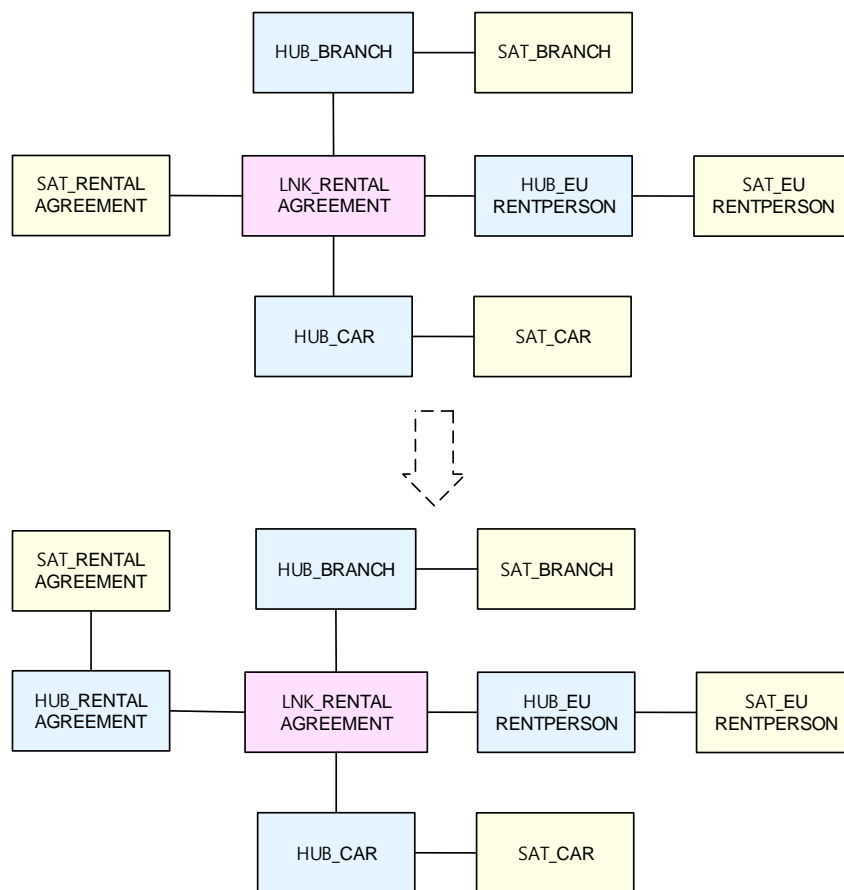 HUB_BRANCH
SAT_BRANCH
SAT_RENTAL
AGREEMENT
LNK_RENTAL
AGREEMENT
HUB_EU
RENTPERSON
SAT_EU
RENTPERSON
HUB_CAR
SAT_CAR
SAT_RENTAL
AGREEMENT
HUB_BRANCH
SAT_BRANCH
HUB_RENTAL
AGREEMENT
LNK_RENTAL
AGREEMENT
HUB_EU
RENTPERSON
SAT_EU
RENTPERSON
HUB_CAR
SAT_CAR